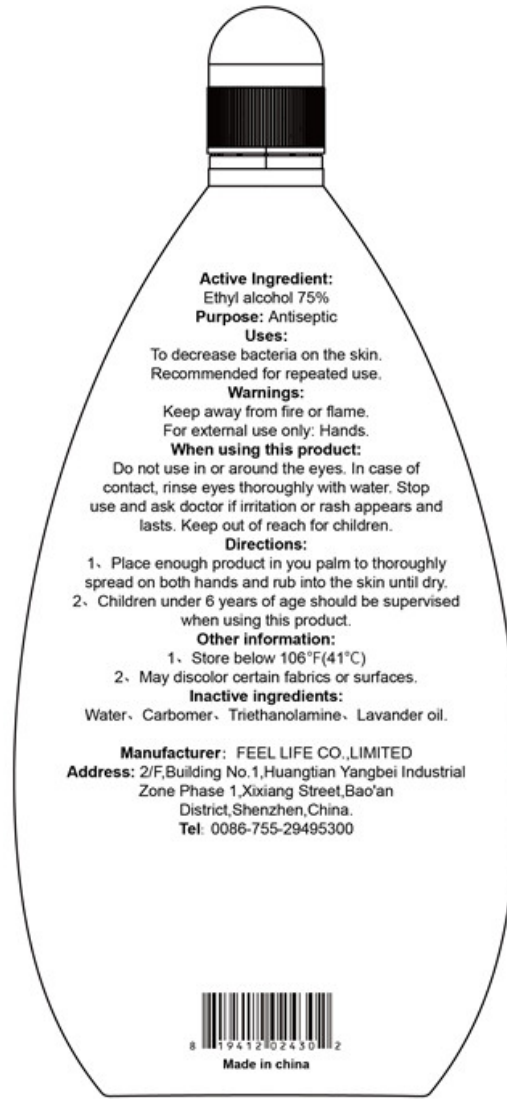 Active Ingredient:
Ethyl alcohol 75%
Purpose: Antiseptic
Uses:
To decrease bacteria on the skin.
Recommended for repeated use.
Warnings:
Keep away from fire or flame.
For external use only: Hands.
When using this product:
Do not use in or around the eyes. In case of
contact, rinse eyes thoroughly with water. Stop
use and ask doctor if irritation or rash appears and
lasts. Keep out of reach for children.
Directions:
1、Place enough product in you palm to thoroughly
spread on both hands and rub into the skin until dry.
2、Children under 6 years of age should be supervised
when using this product.
Other information:
1、Store below 106°F(41℃)
2、May discolor certain fabrics or surfaces.
Inactive ingredients:
Water、Carbomer、Triethanolamine、Lavander oil.
Manufacturer: FEEL LIFE CO.,LIMITED
Address: 2/F,Building No.1,Huangtian Yangbei Industrial
Zone Phase 1,Xixiang Street,Bao'an
District,Shenzhen,China.
Tel: 0086-755-29495300
8 19412 02430 2
Made in china